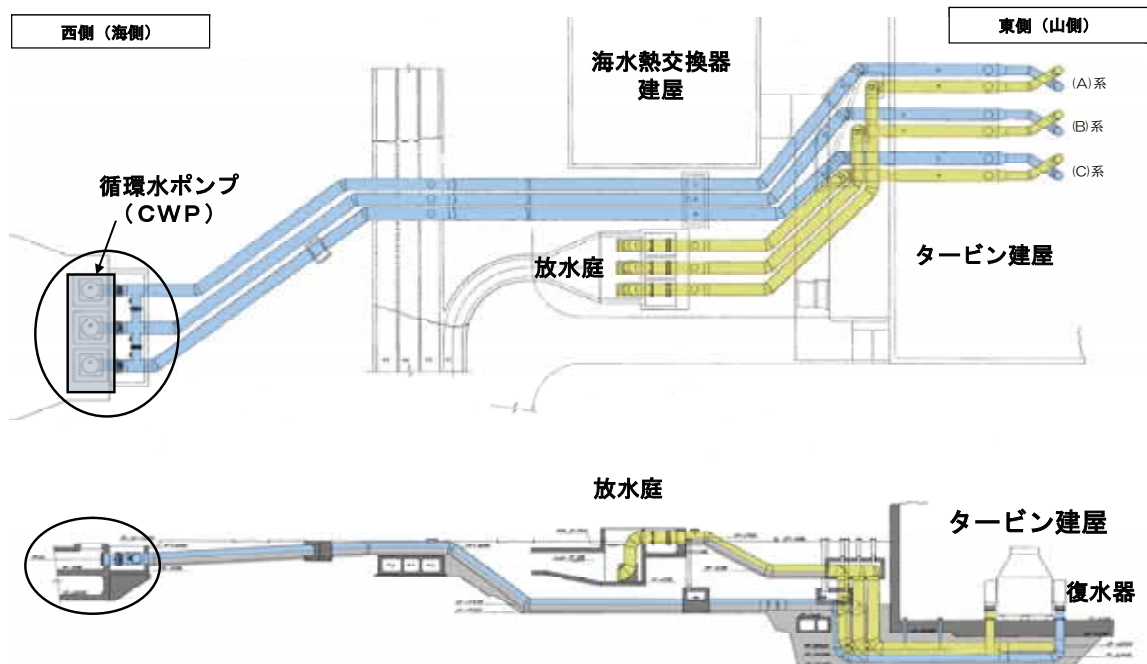 西側（海側）
東側（山側）
海水熱交換器
建屋
(A)系
(B)系
(C)系
循環水ポンプ
（ＣＷＰ）
放水庭
タービン建屋
放水庭
タービン建屋
復水器